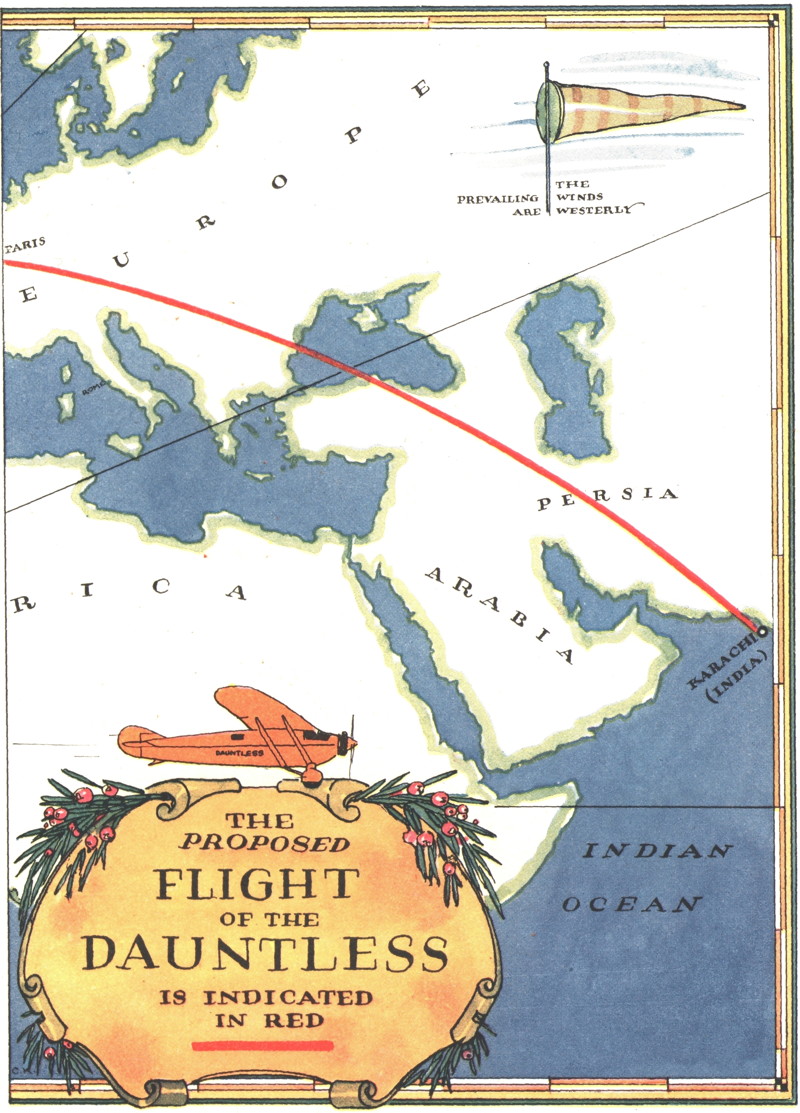 E U R O P E
PREVAILING THE WINDS
ARE WESTERLY
PARIS
ROME
PERSIA
R I C A
ARABIA
KARACHI
(INDIA)
DAUNTLESS
THE
PROPOSED
FLIGHT
OF THE
DAUNTLESS
IS INDICATED
IN RED
INDIAN
OCEAN